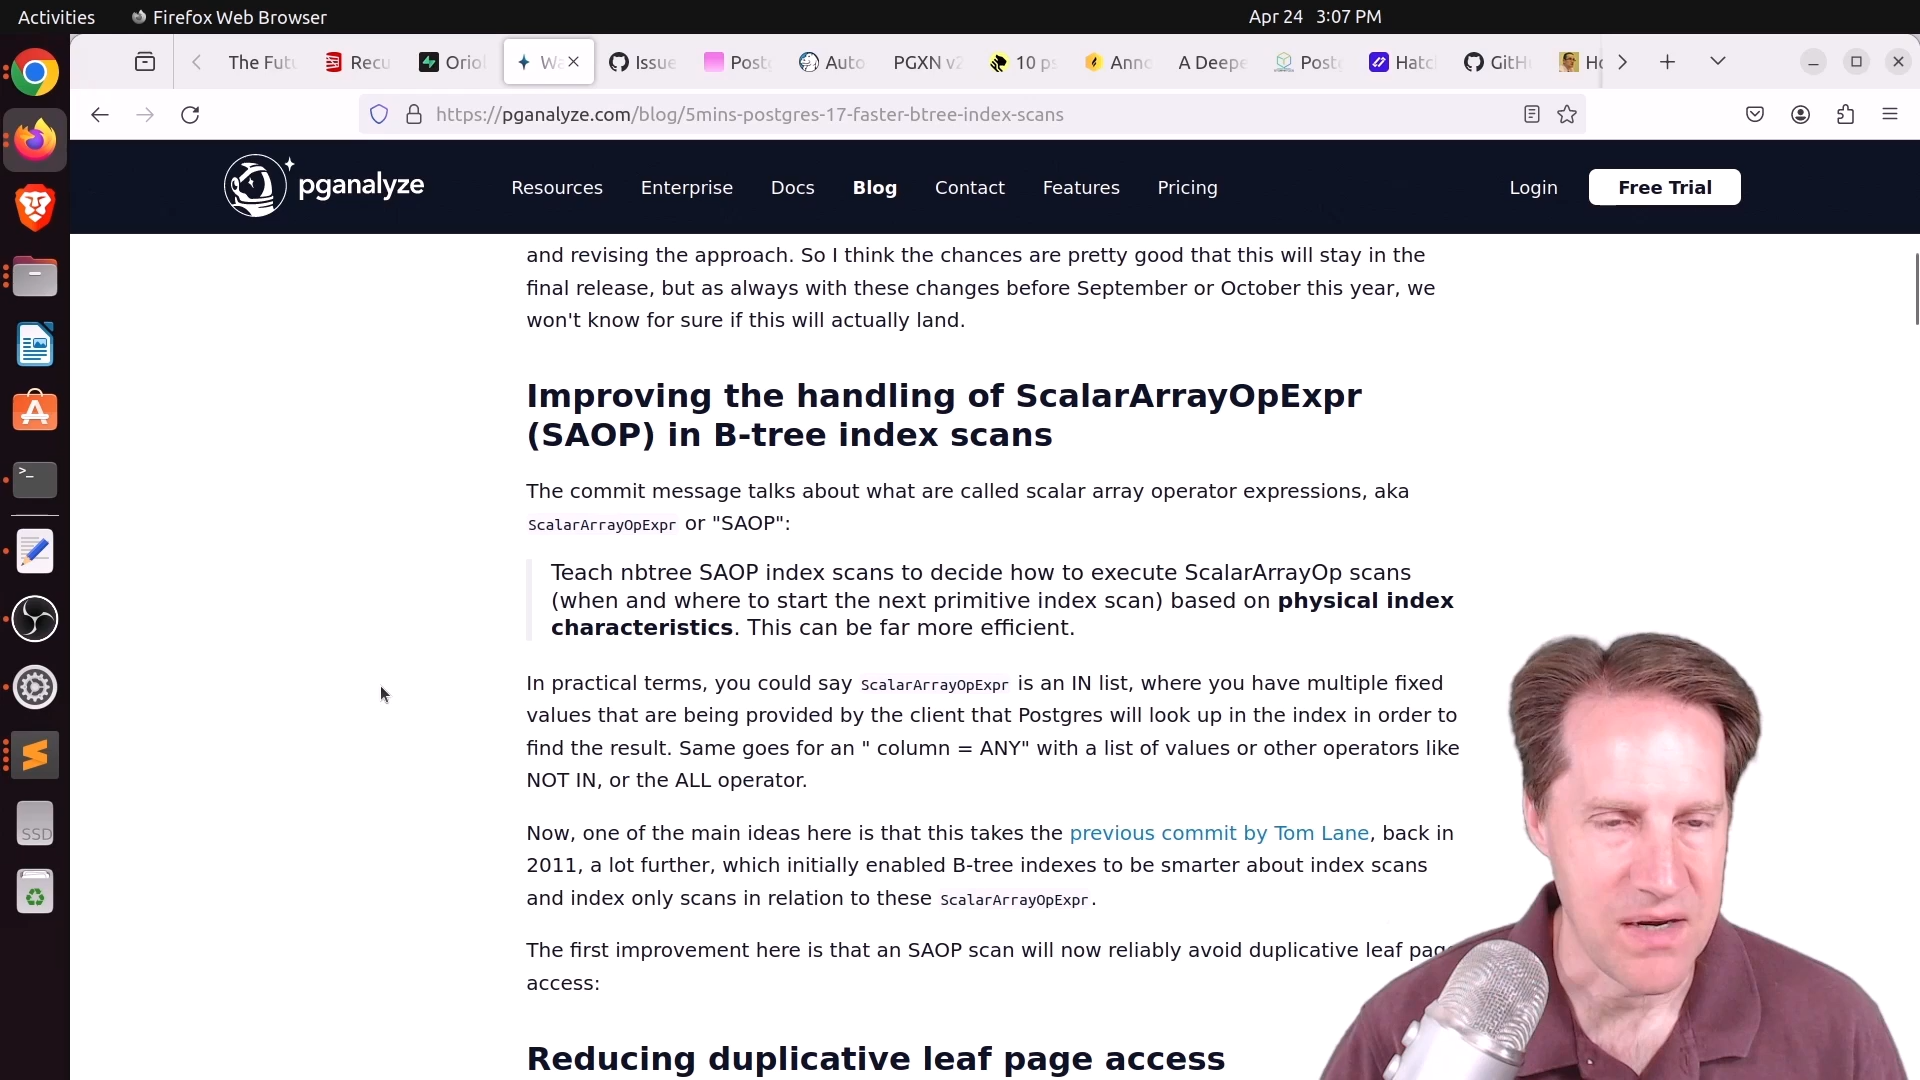 Activities
Firefox Web Browser
Apr 24 3:07 PM
The Futu
Recu
Oriol
Wa
Issue
Postg
Auto
PGXN v2
10 ps
Anno
A Deepe
Postg
Hatc
GitH
Ho
https://pganalyze.com/blog/5mins-postgres-17-faster-btree-index-scans
pganalyze
Resources
Enterprise
Docs
Blog
Contact
Features
Pricing
Login
Free Trial
and revising the approach. So I think the chances are pretty good that this will stay in the
final release, but as always with these changes before September or October this year, we
won't know for sure if this will actually land.
Improving the handling of ScalarArrayOpExpr
(SAOP) in B-tree index scans
The commit message talks about what are called scalar array operator expressions, aka
ScalarArrayOpExpr or "SAOP":
Teach nbtree SAOP index scans to decide how to execute ScalarArrayOp scans
(when and where to start the next primitive index scan) based on physical index
characteristics. This can be far more efficient.
In practical terms, you could say ScalarArrayOpExpr is an IN list, where you have multiple fixed
values that are being provided by the client that Postgres will look up in the index in order to
find the result. Same goes for an " column = ANY" with a list of values or other operators like
NOT IN, or the ALL operator.
Now, one of the main ideas here is that this takes the previous commit by Tom Lane, back in
2011, a lot further, which initially enabled B-tree indexes to be smarter about index scans
and index only scans in relation to these ScalarArrayOpExpr.
The first improvement here is that an SAOP scan will now reliably avoid duplicative leaf page
access:
Reducing duplicative leaf page access
SSD